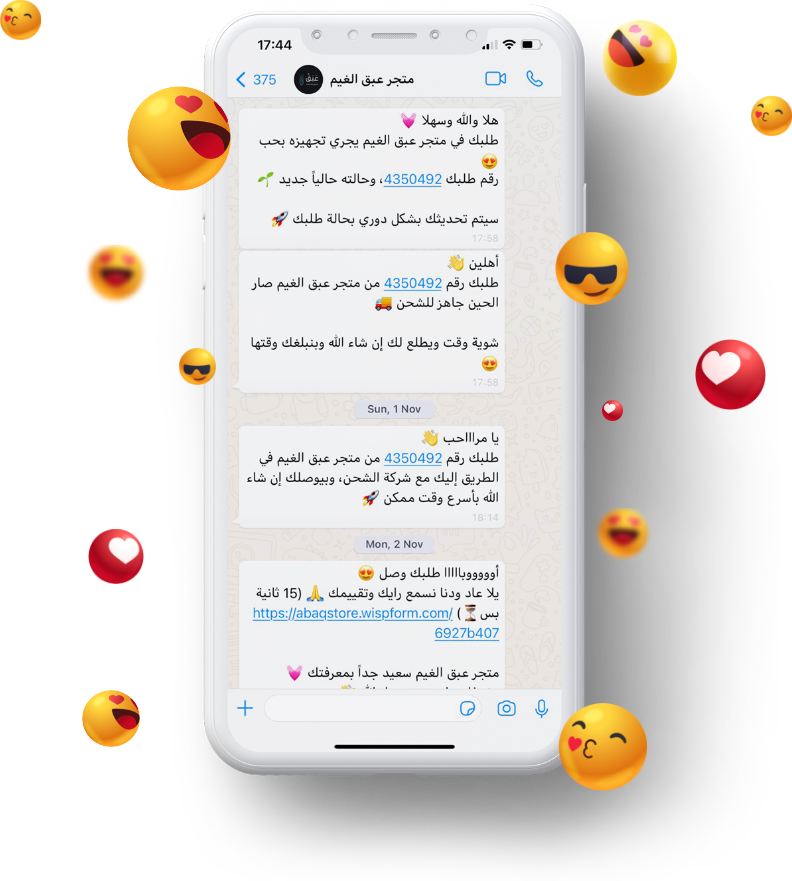 17:44
375
متجر عبق الغيم
هلا والله وسهلا 💓
طلبك في متجر عبق الغيم يجري تجهيزه بحب
😍
رقم طلبك 4350492، وحالته حالياً جديد 🌱
سيتم تحديثك بشكل دوري بحالة طلبك 🚀
17:58
أهلين 👋
طلبك رقم 4350492 من متجر عبق الغيم صار
الحين جاهز للشحن 🚚
شوية وقت ويطلع لك إن شاء الله وبنبلغك وقتها
😍
17:58
Sun, 1 Nov
يا مراااحب 👋
طلبك رقم 4350492 من متجر عبق الغيم في
الطريق إليك مع شركة الشحن، وبيوصلك إن شاء
الله بأسرع وقت ممكن 🚀
18:14
Mon, 2 Nov
أووووووباااااا طلبك وصل 😍
يلا عاد ودنا نسمع رايك وتقييمك 🙏 (15 ثانية
بس⏳ ) https://abaqstore.wispform.com/
6927b407
متجر عبق الغيم سعيد جداً بمعرفتك 💓